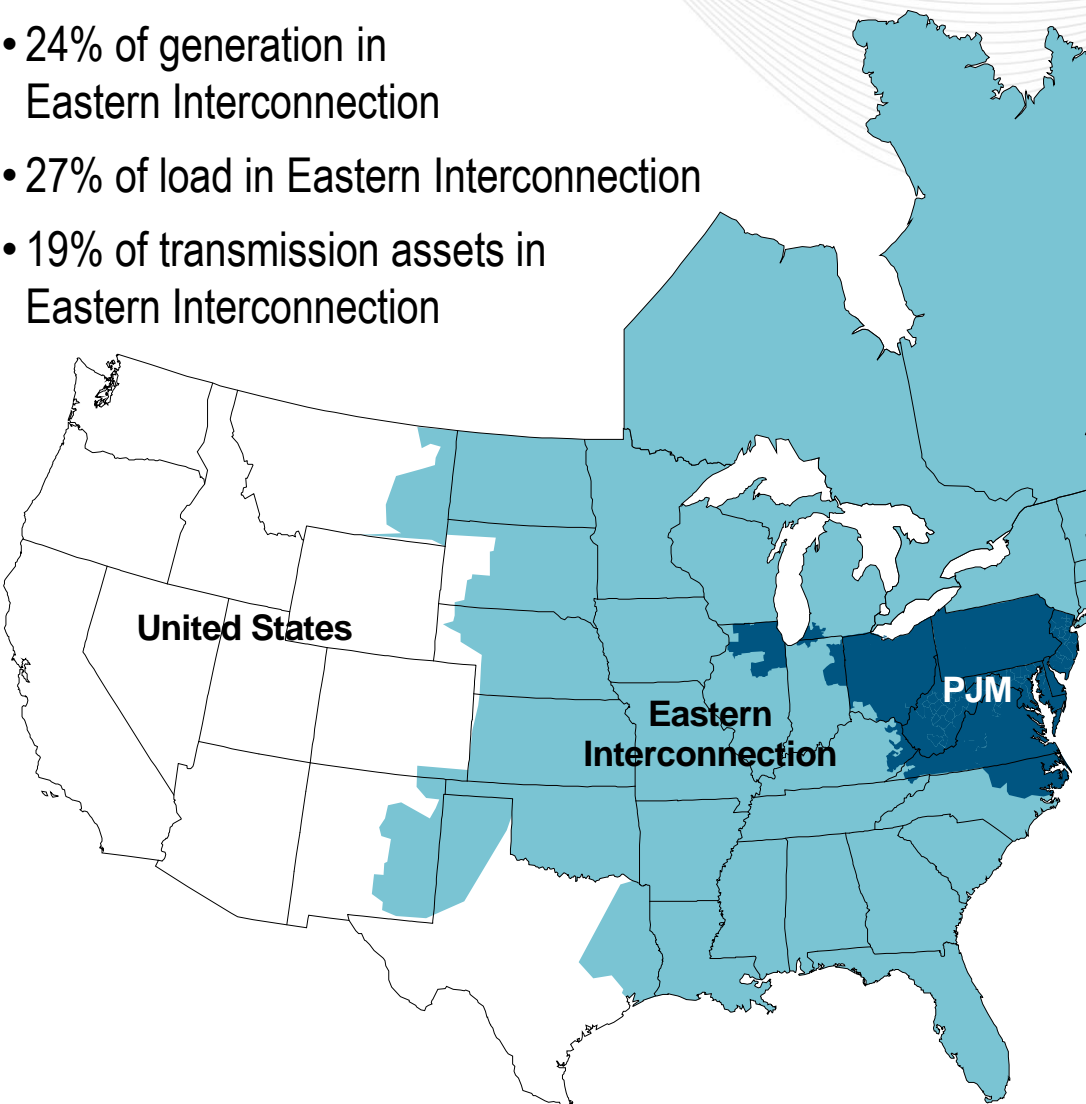 • 24% of generation in
Eastern Interconnection
• 27% of load in Eastern Interconnection
• 19% of transmission assets in
Eastern Interconnection
United States
PJM
Eastern
Interconnection